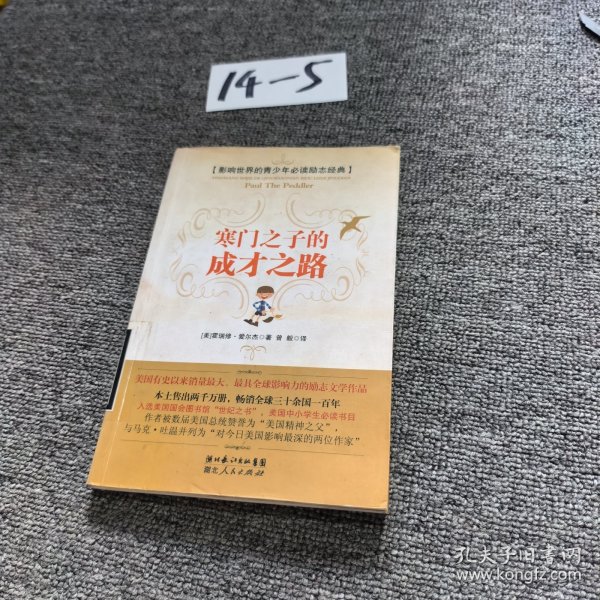 14-5
【影响世界的青少年必读励志经典】
Paul The Peddler
寒门之子的
成才之路
[美]霍瑞修·爱尔杰◎著 曾毅◎译
美国有史以来销量最大、最具全球影响力的励志文学作品
本土售出两千万册，畅销全球三十余国一百年
入选美国国会图书馆“世纪之书”，美国中小学生必读书目
作者被数届美国总统赞誉为“美国精神之父”，
与马克·吐温并列为“对今日美国影响最深的两位作家”
湖北长江出版集团
湖北人民出版社
孔夫子旧书网
www.kongfz.com